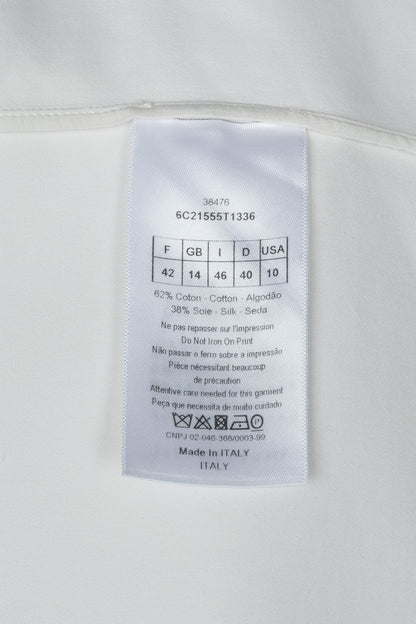 38476
6C21555T1336
F GB I D USA
42 14 46 40 10
62% Coton - Cotton - Algodão
38% Soie - Silk - Seda
Ne pas repasser sur l'impression
Do Not Iron On Print
Não passar o ferro sobre a impressão
Pièce nécessitant beaucoup
de précaution
Attentive care needed for this garment
Peça que necessita de muito cuidado
P
CNPJ 02-046-366/0003-99
Made In ITALY
ITALY